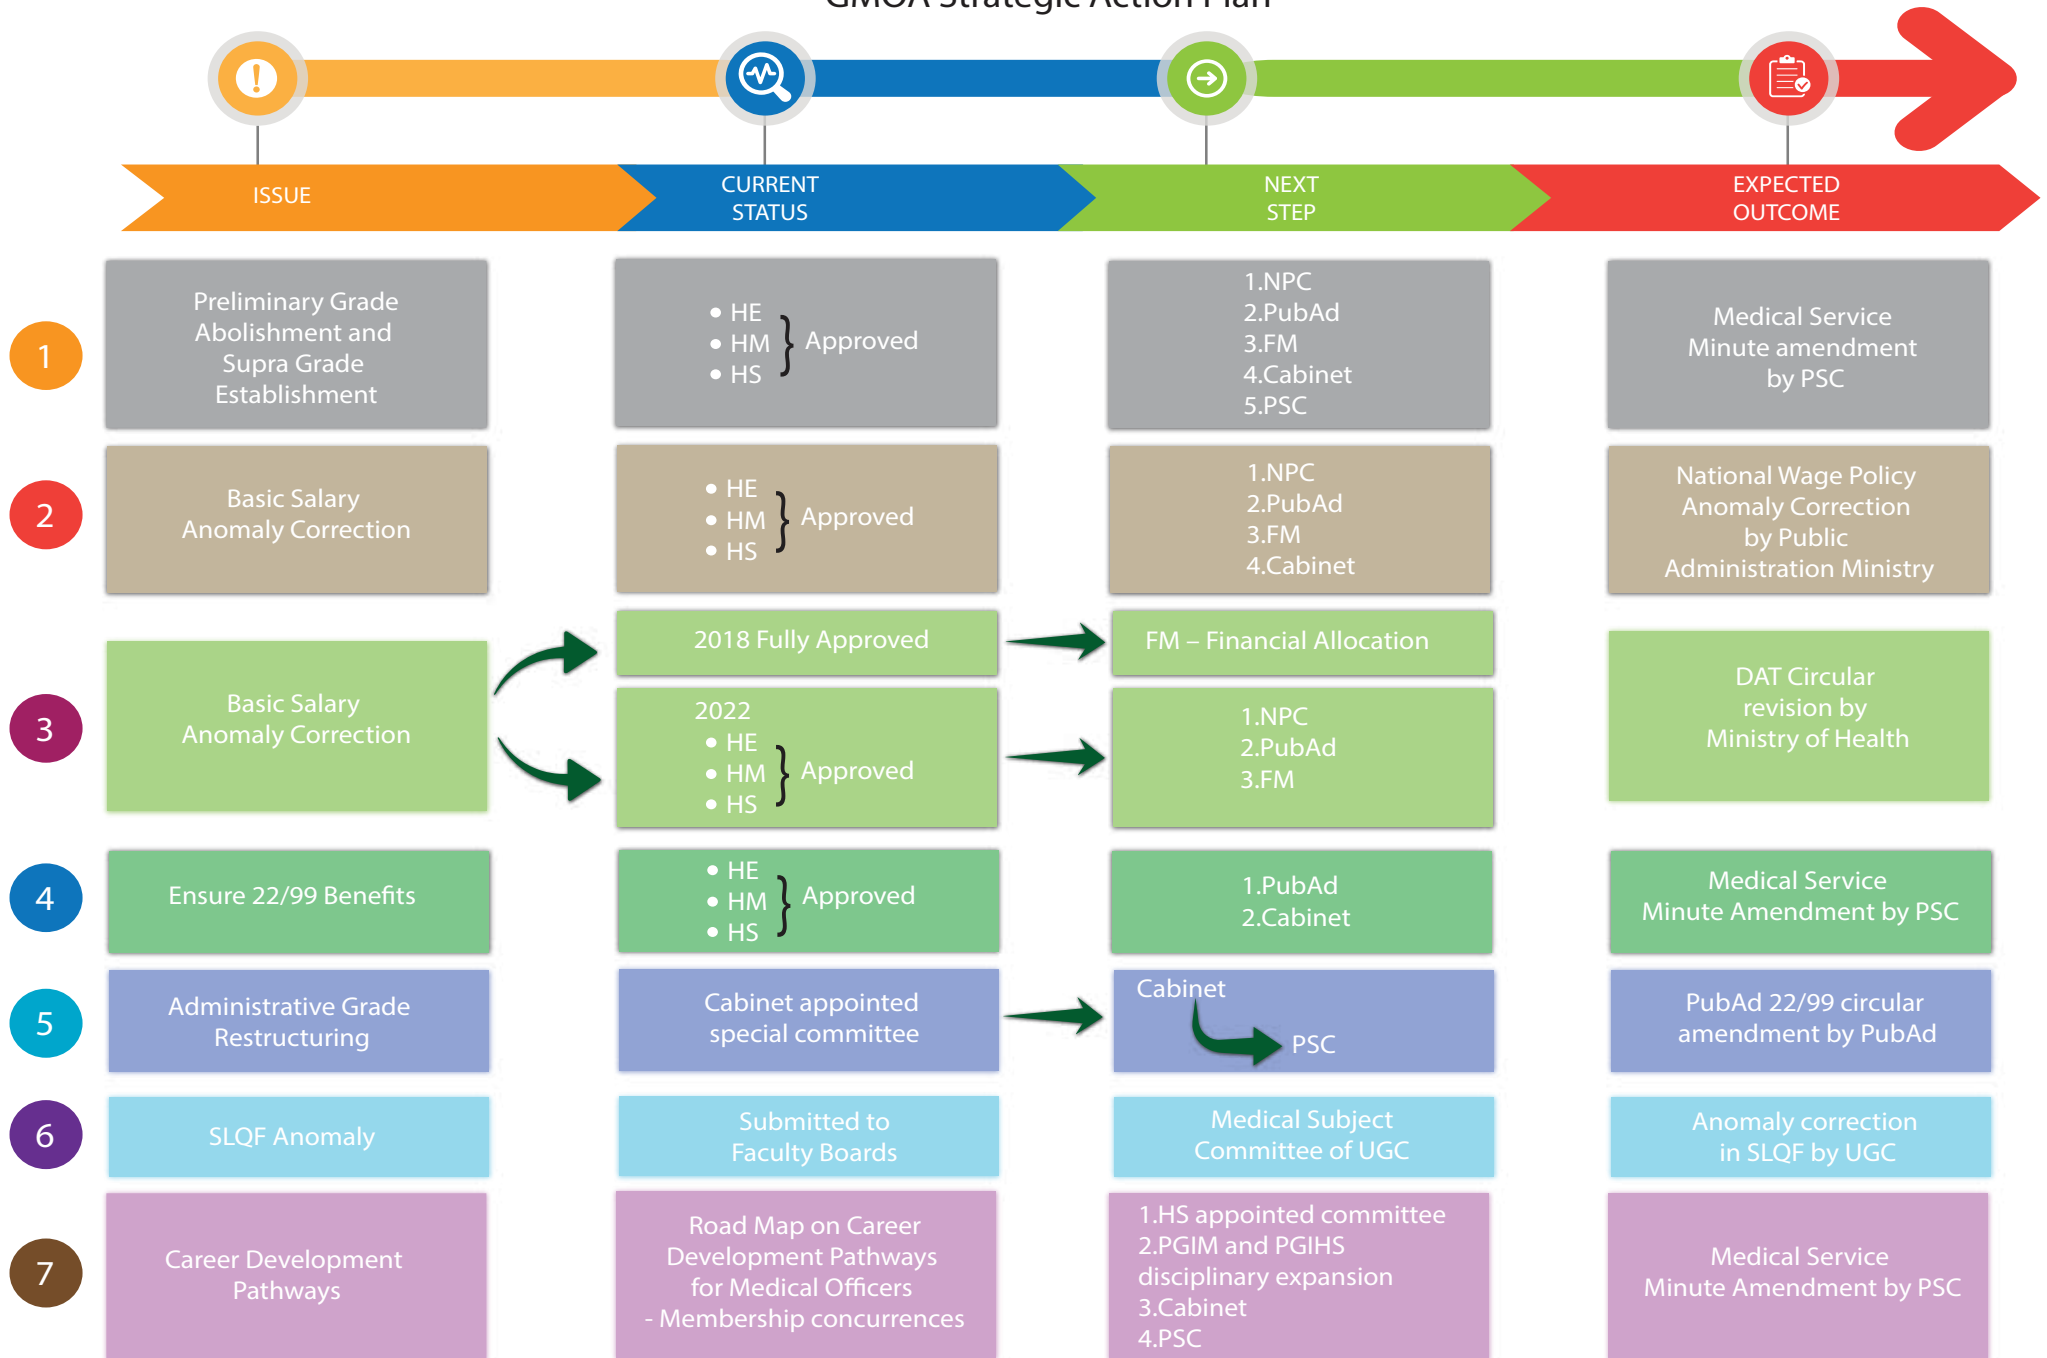 GMOA Strategic Action Plan
ISSUE
CURRENT
STATUS
NEXT
STEP
EXPECTED
OUTCOME
1
Preliminary Grade
Abolishment and
Supra Grade
Establishment
• HE
• HM
• HS
} Approved
1.NPC
2.PubAd
3.FM
4.Cabinet
5.PSC
Medical Service
Minute amendment
by PSC
2
Basic Salary
Anomaly Correction
• HE
• HM
• HS
} Approved
1.NPC
2.PubAd
3.FM
4.Cabinet
National Wage Policy
Anomaly Correction
by Public
Administration Ministry
3
Basic Salary
Anomaly Correction
2018 Fully Approved
FM – Financial Allocation
2022
• HE
• HM
• HS
} Approved
1.NPC
2.PubAd
3.FM
DAT Circular
revision by
Ministry of Health
4
Ensure 22/99 Benefits
• HE
• HM
• HS
} Approved
1.PubAd
2.Cabinet
Medical Service
Minute Amendment by PSC
5
Administrative Grade
Restructuring
Cabinet appointed
special committee
Cabinet
PSC
PubAd 22/99 circular
amendment by PubAd
6
SLQF Anomaly
Submitted to
Faculty Boards
Medical Subject
Committee of UGC
Anomaly correction
in SLQF by UGC
7
Career Development
Pathways
Road Map on Career
Development Pathways
for Medical Officers
- Membership concurrences
1.HS appointed committee
2.PGIM and PGIHS
disciplinary expansion
3.Cabinet
4.PSC
Medical Service
Minute Amendment by PSC